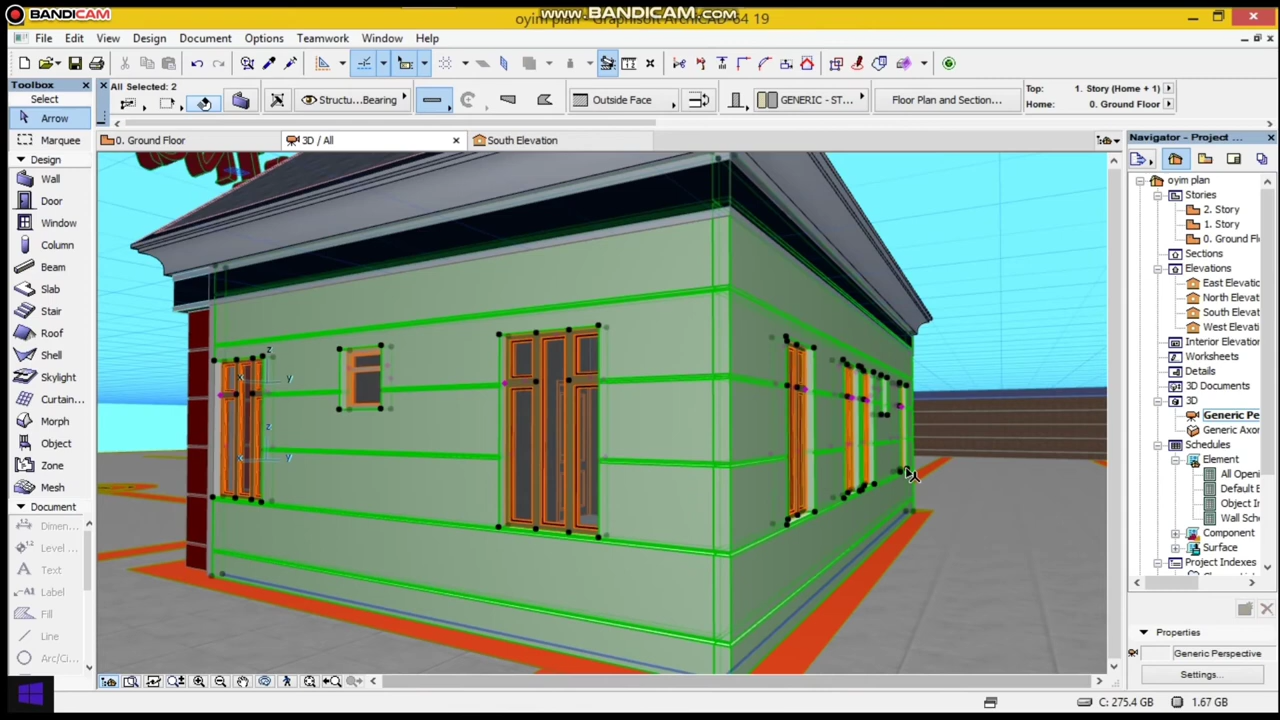 BANDICAM
www.BANDICAM.com
oyim plan - Graphisoft ArchiCAD-64 19
File Edit View Design Document Options Teamwork Window Help
Toolbox
All Selected: 2
Select
Arrow
Marquee
Design
Wall
Door
Window
Column
Beam
Slab
Stair
Roof
Shell
Skylight
Curtain...
Morph
Object
Zone
Mesh
Document
Dimen...
Level ...
Text
Label
Fill
Line
Arc/Ci...
Structu...Bearing
Outside Face
GENERIC - ST...
Floor Plan and Section...
Top: 1. Story (Home + 1)
Home: 0. Ground Floor
0. Ground Floor
3D / All
South Elevation
z
x y
z
x y
Navigator - Project ...
oyim plan
Stories
2. Story
1. Story
0. Ground Fl
Sections
Elevations
East Elevatio
North Elevat
South Elevat
West Elevati
Interior Elevation
Worksheets
Details
3D Documents
3D
Generic Pe
Generic Axor
Schedules
Element
All Openi
Default E
Object In
Wall Sche
Component
Surface
Project Indexes
Properties
Generic Perspective
Settings...
C: 275.4 GB
1.67 GB